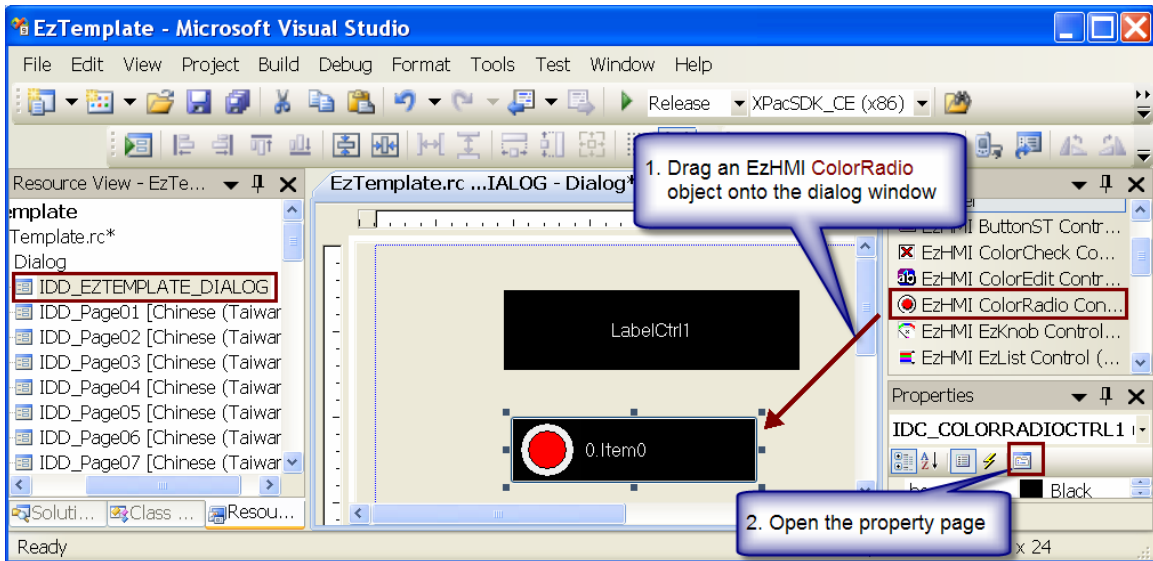 EzTemplate - Microsoft Visual Studio
File Edit View Project Build Debug Format Tools Test Window Help
Release XPacSDK_CE (x86)
Resource View - EzTe...
EzTemplate.rc ...IALOG - Dialog*
1. Drag an EzHMI ColorRadio
object onto the dialog window
emplate
Template.rc*
Dialog
IDD_EZTEMPLATE_DIALOG
IDD_Page01 [Chinese (Taiwar
IDD_Page02 [Chinese (Taiwar
IDD_Page03 [Chinese (Taiwar
IDD_Page04 [Chinese (Taiwar
IDD_Page05 [Chinese (Taiwar
IDD_Page06 [Chinese (Taiwar
IDD_Page07 [Chinese (Taiwar
Soluti... Class ... Resou...
LabelCtrl1
0.Item0
EzHMI ButtonST Contr...
EzHMI ColorCheck Co...
EzHMI ColorEdit Contr...
EzHMI ColorRadio Con...
EzHMI EzKnob Control...
EzHMI EzList Control (...
Properties
IDC_COLORRADIOCTRL1
Black
2. Open the property page
Ready
x 24